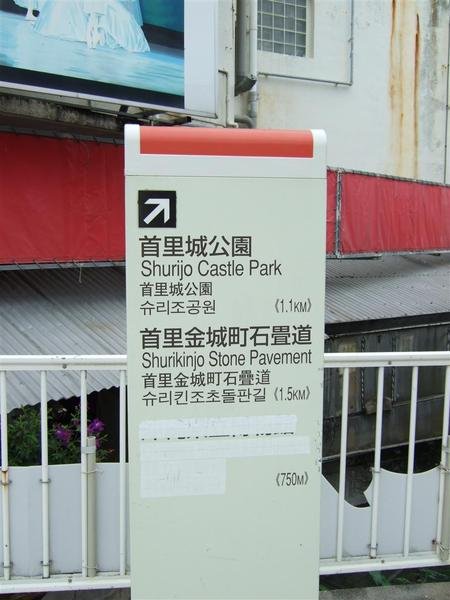 首里城公園
Shurijo Castle Park
首里城公園
슈리조공원 《1.1KM》
首里金城町石畳道
Shurikinjo Stone Pavement
首里金城町石疊道
슈리킨조초돌판길 《1.5KM》
《750M》